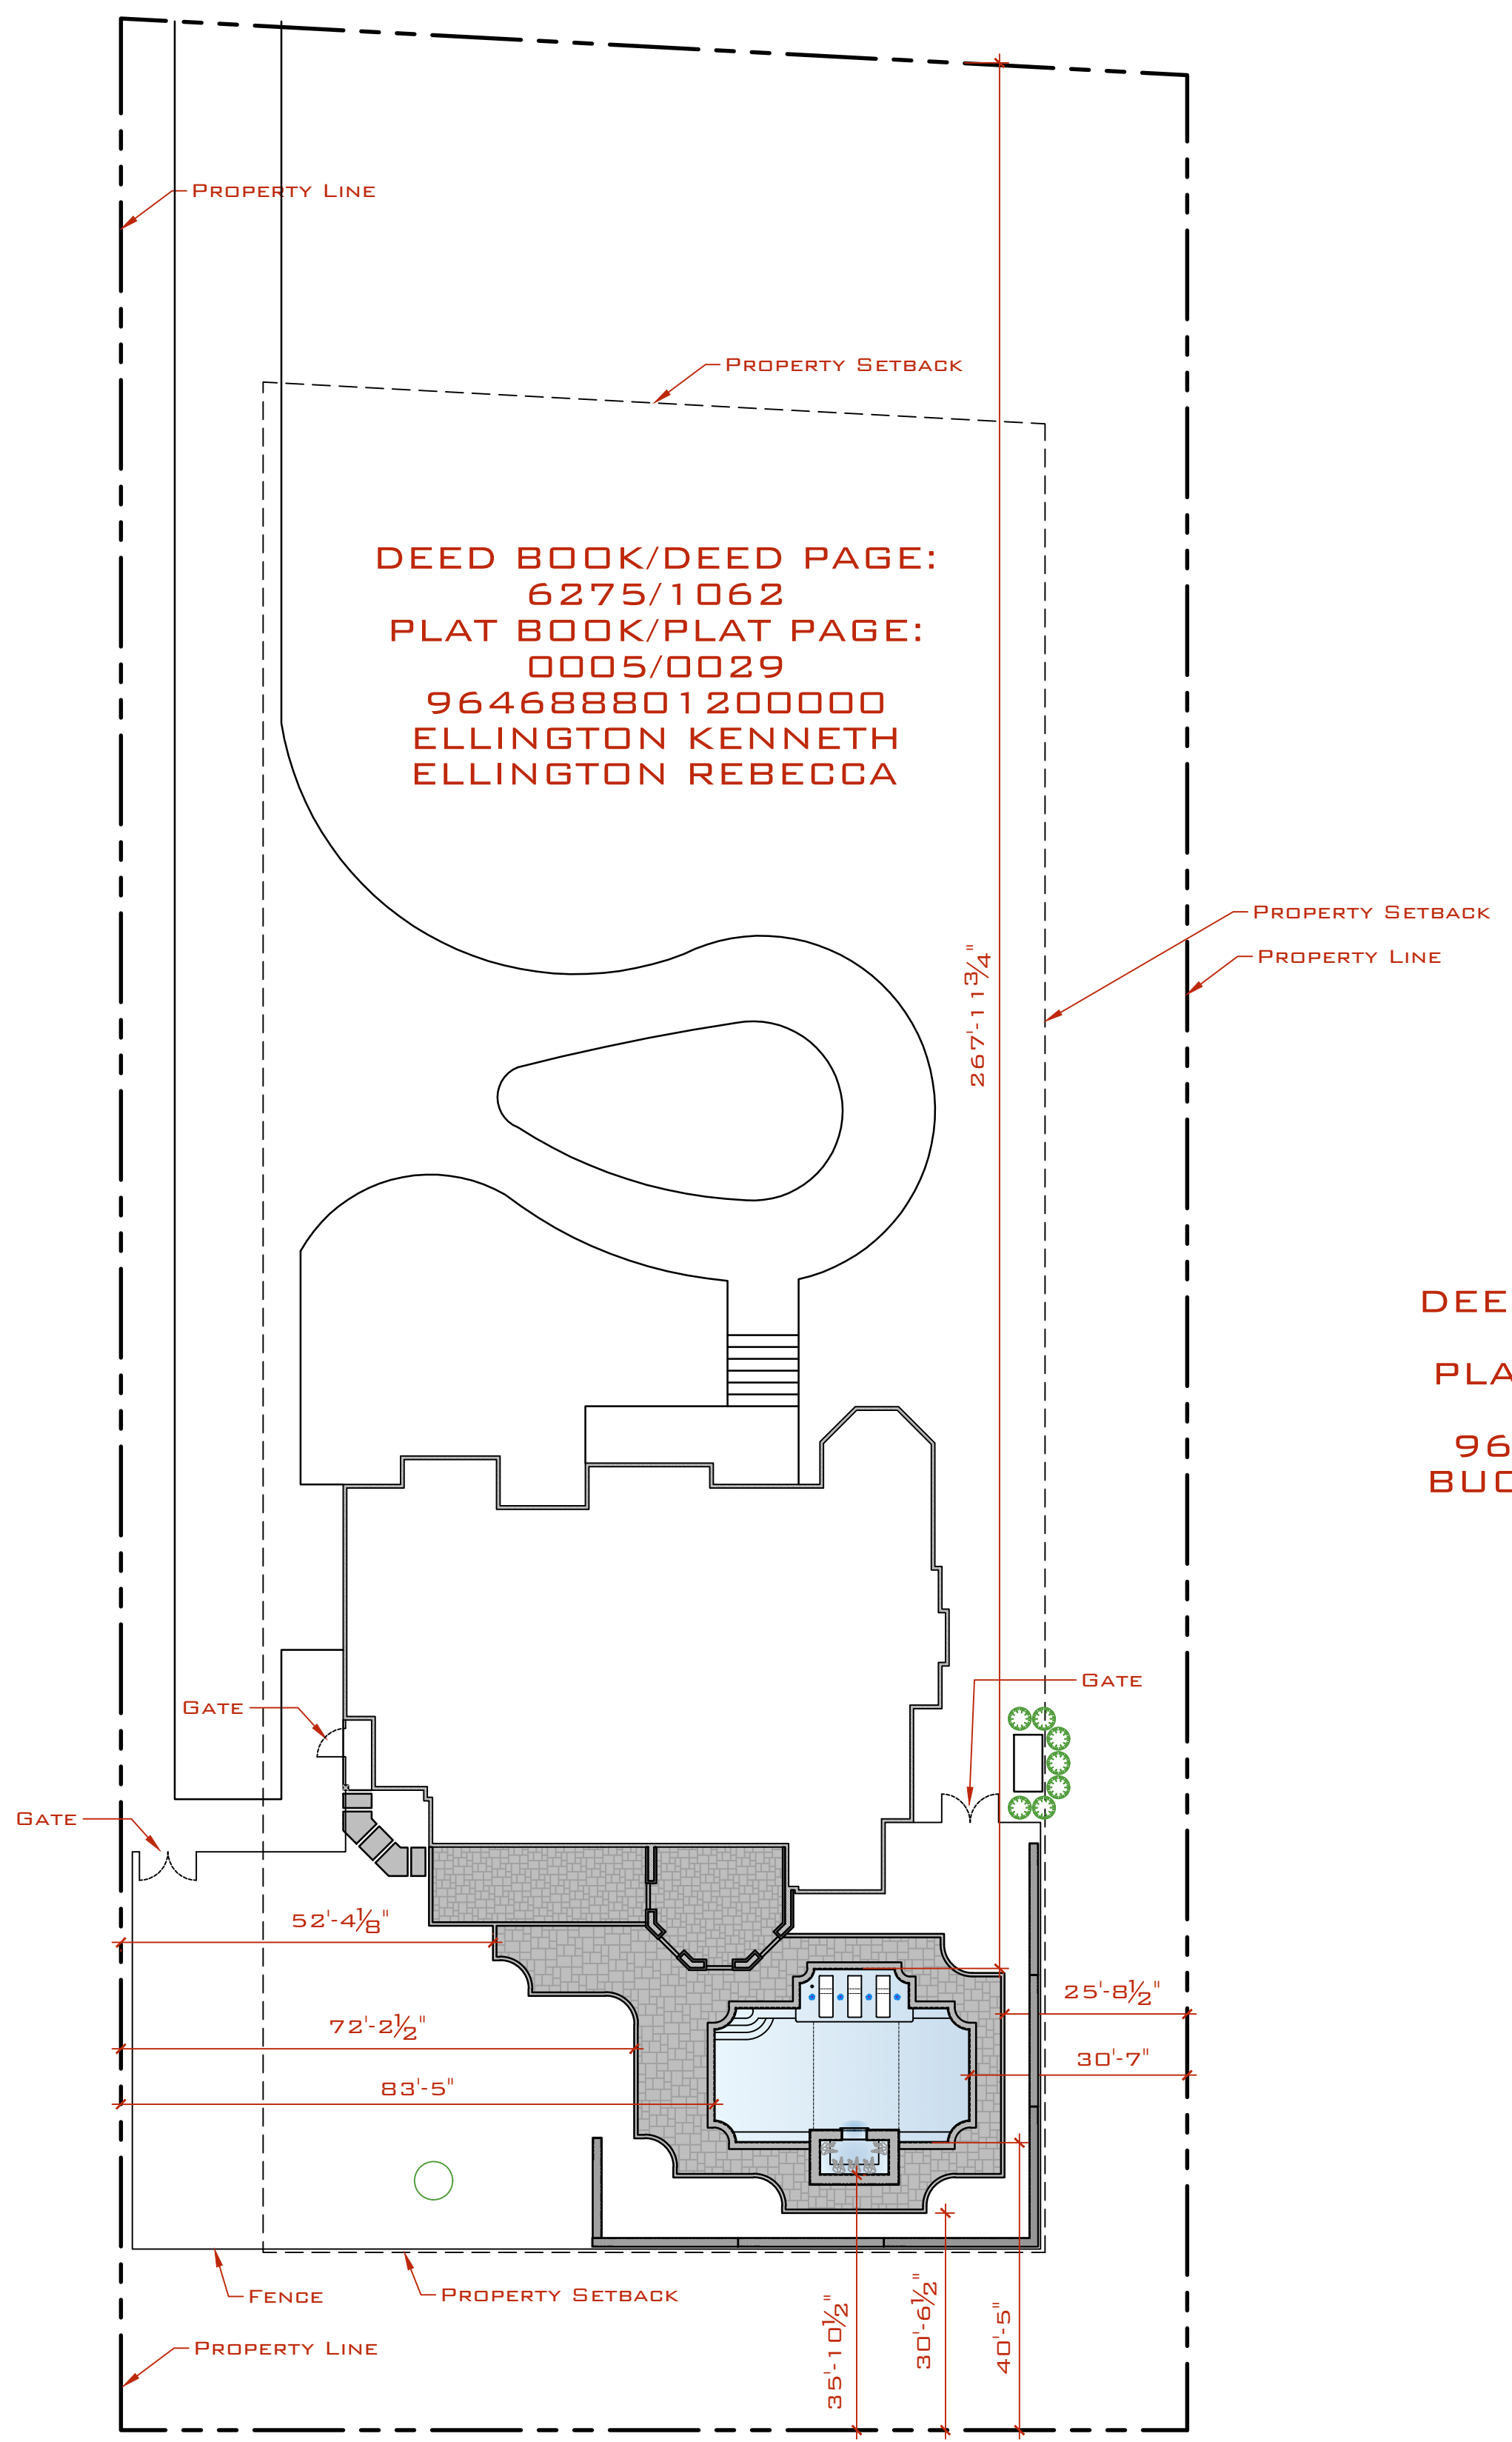 PROPERTY LINE
PROPERTY SETBACK
DEED BOOK/DEED PAGE:
6275/1062
PLAT BOOK/PLAT PAGE:
0005/0029
964688801200000
ELLINGTON KENNETH
ELLINGTON REBECCA
PROPERTY SETBACK
PROPERTY LINE
267'-11¾"
DEE
PLA
96
BUC
GATE
GATE
GATE
52'-4⅛"
25'-8½"
72'-2½"
30'-7"
83'-5"
FENCE
PROPERTY SETBACK
PROPERTY LINE
35'-10½"
30'-6½"
40'-5"